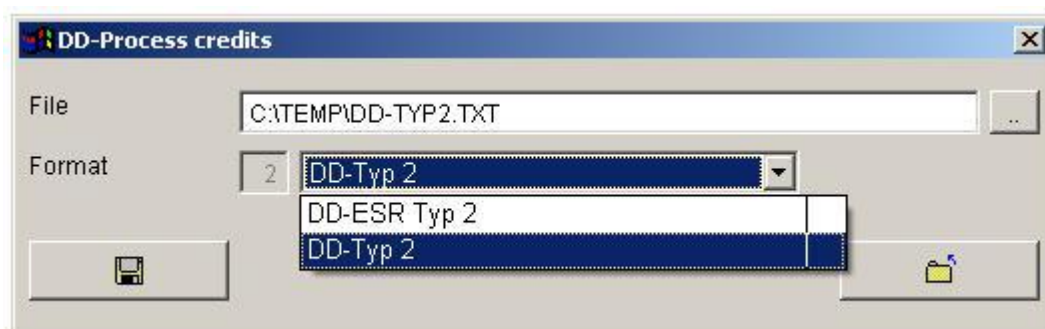 DD-Process credits
File C:\TEMP\DD-TYP2.TXT ..
Format 2 DD-Typ 2
DD-ESR Typ 2
DD-Typ 2